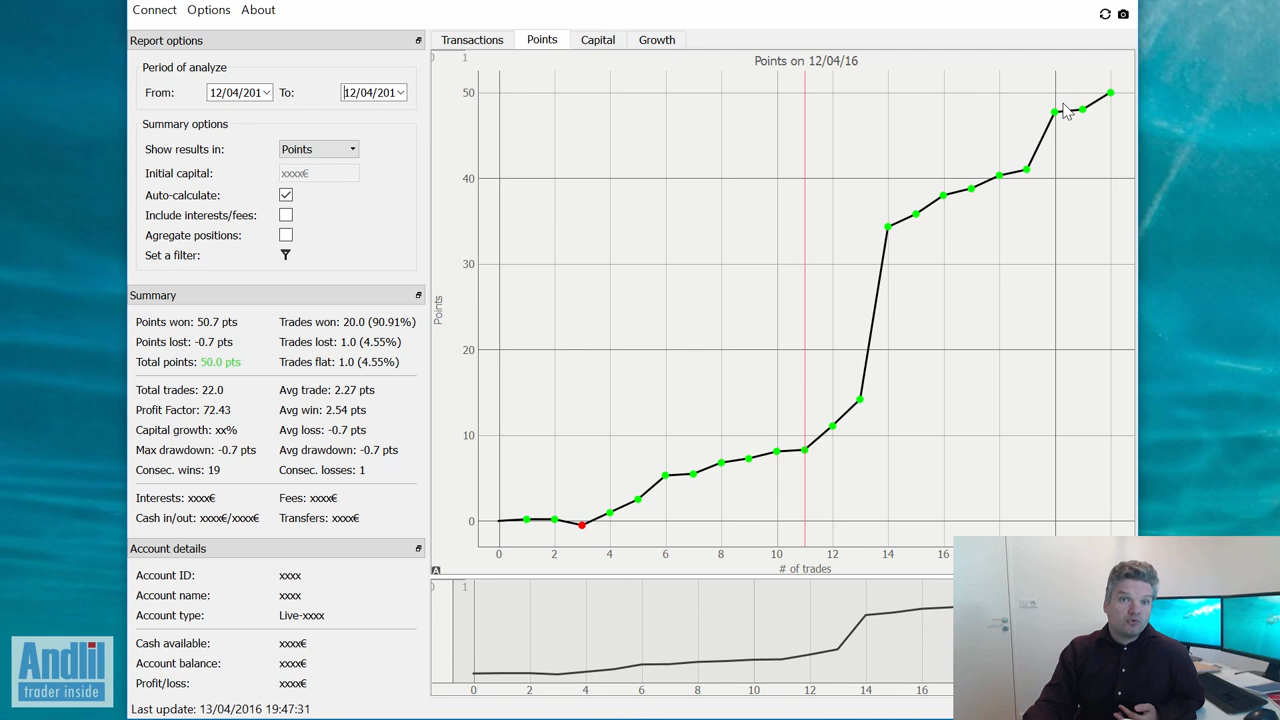 Connect Options About
Report options
Period of analyze
From: 12/04/201 To: 12/04/201
Summary options
Show results in: Points
Initial capital: xxxx€
Auto-calculate:
Include interests/fees:
Agregate positions:
Set a filter:
Summary
Points won: 50.7 pts Trades won: 20.0 (90.91%)
Points lost: -0.7 pts Trades lost: 1.0 (4.55%)
Total points: 50.0 pts Trades flat: 1.0 (4.55%)
Total trades: 22.0 Avg trade: 2.27 pts
Profit Factor: 72.43 Avg win: 2.54 pts
Capital growth: xx% Avg loss: -0.7 pts
Max drawdown: -0.7 pts Avg drawdown: -0.7 pts
Consec. wins: 19 Consec. losses: 1
Interests: xxxx€ Fees: xxxx€
Cash in/out: xxxx€/xxxx€ Transfers: xxxx€
Account details
Account ID: xxxx
Account name: xxxx
Account type: Live-xxxx
Cash available: xxxx€
Account balance: xxxx€
Profit/loss: xxxx€
Last update: 13/04/2016 19:47:31
Transactions Points Capital Growth
0 1
Points on 12/04/16
50
40
30
20
10
0
Points
0 2 4 6 8 10 12 14 16
# of trades
A
0 1
0 2 4 6 8 10 12 14 16
Andlil
trader inside